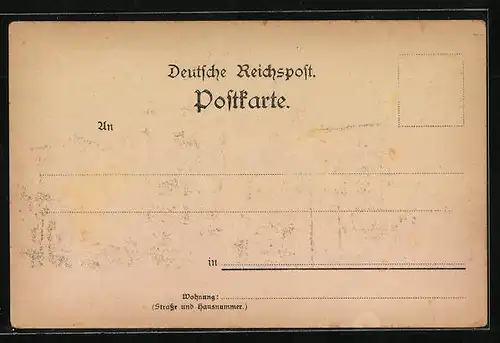 Deutsche Reichspost.
Postkarte.
An
in
Wohnung:
(Straße und Hausnummer.)